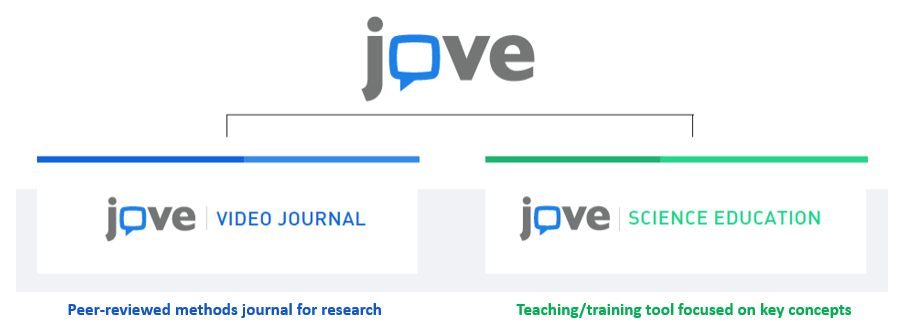 jove
jove | VIDEO JOURNAL
jove | SCIENCE EDUCATION
Peer-reviewed methods journal for research
Teaching/training tool focused on key concepts